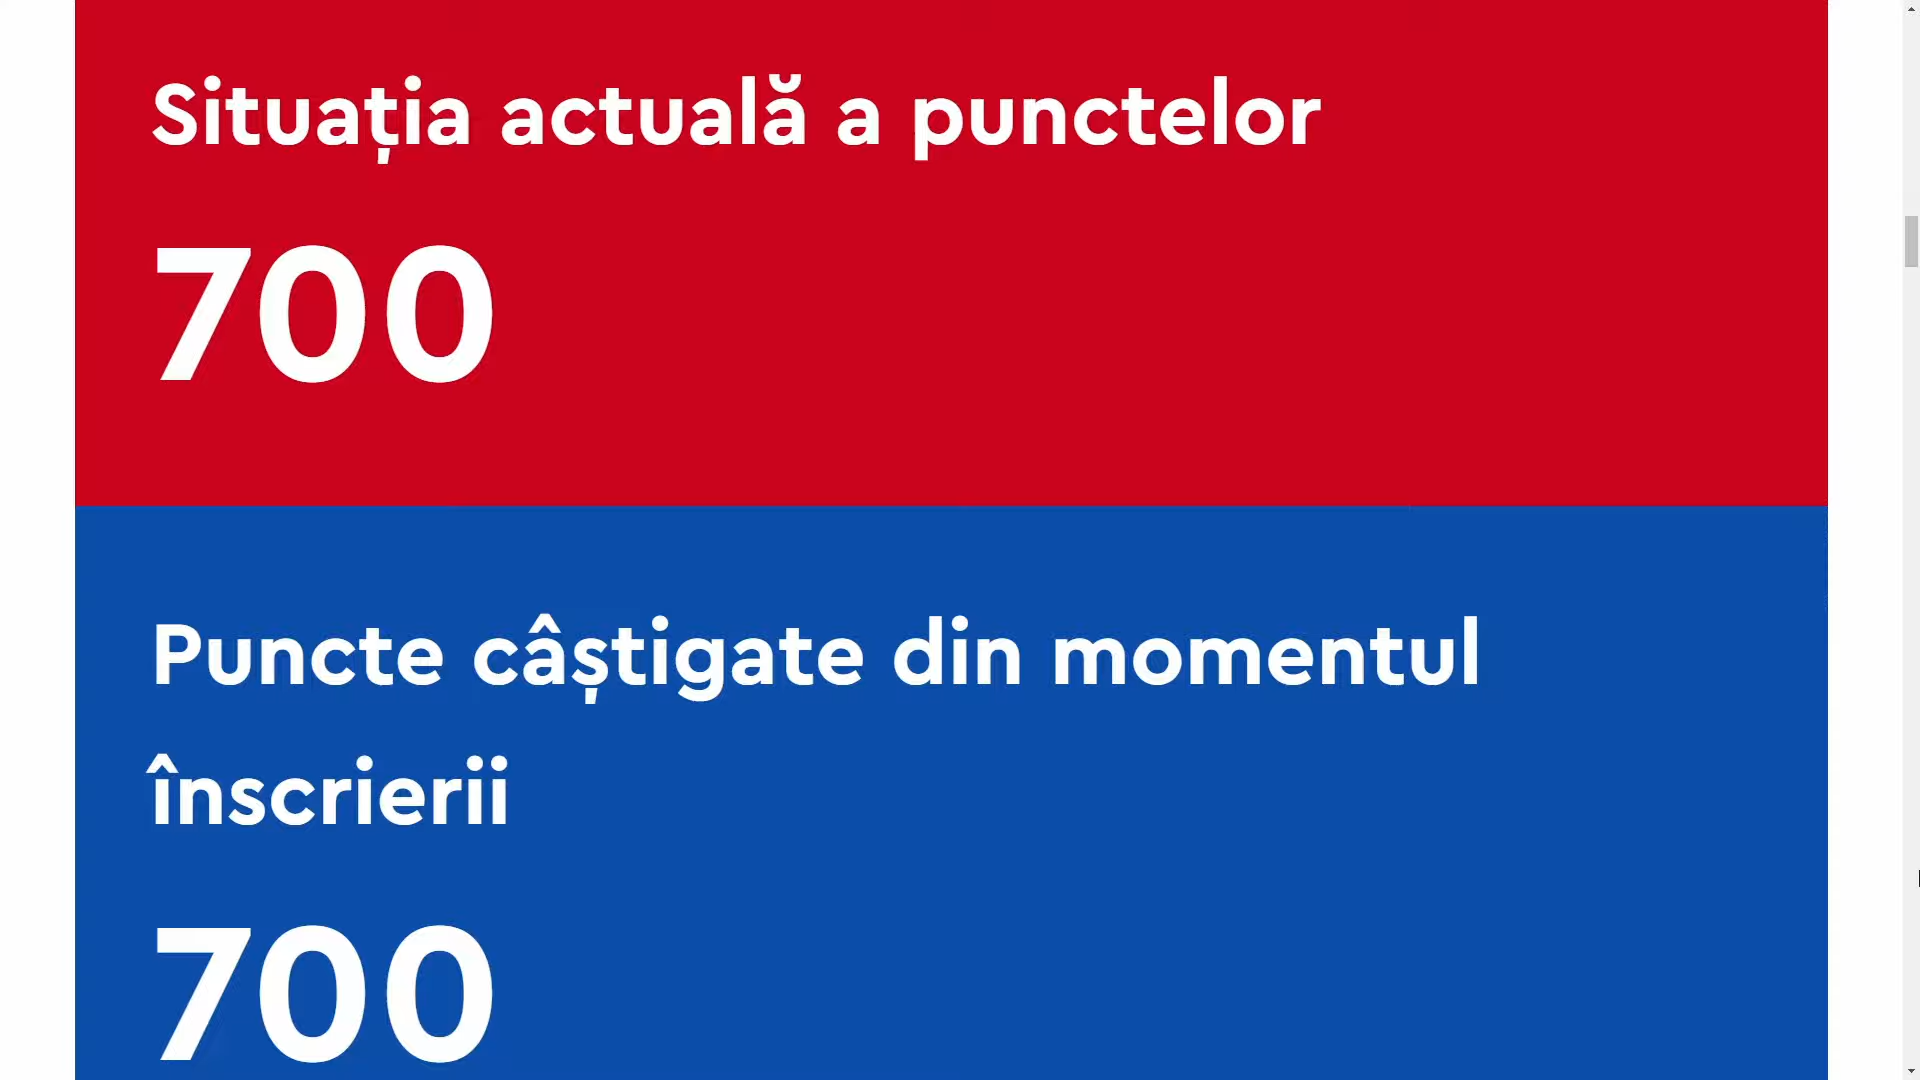 Situația actuală a punctelor
700
Puncte câștigate din momentul
înscrierii
700